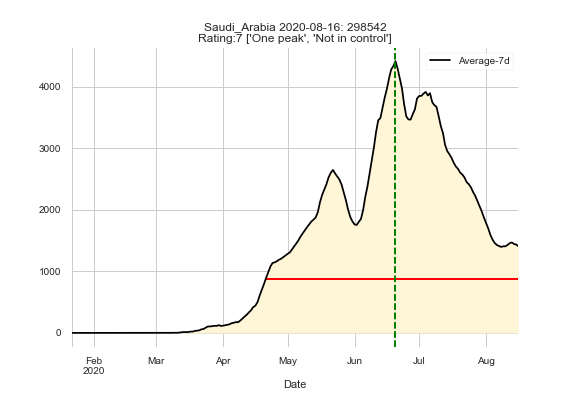 Saudi_Arabia 2020-08-16: 298542
Rating:7 ['One peak', 'Not in control']
Average-7d
4000
3000
2000
1000
0
Feb Mar Apr May Jun Jul Aug
2020
Date